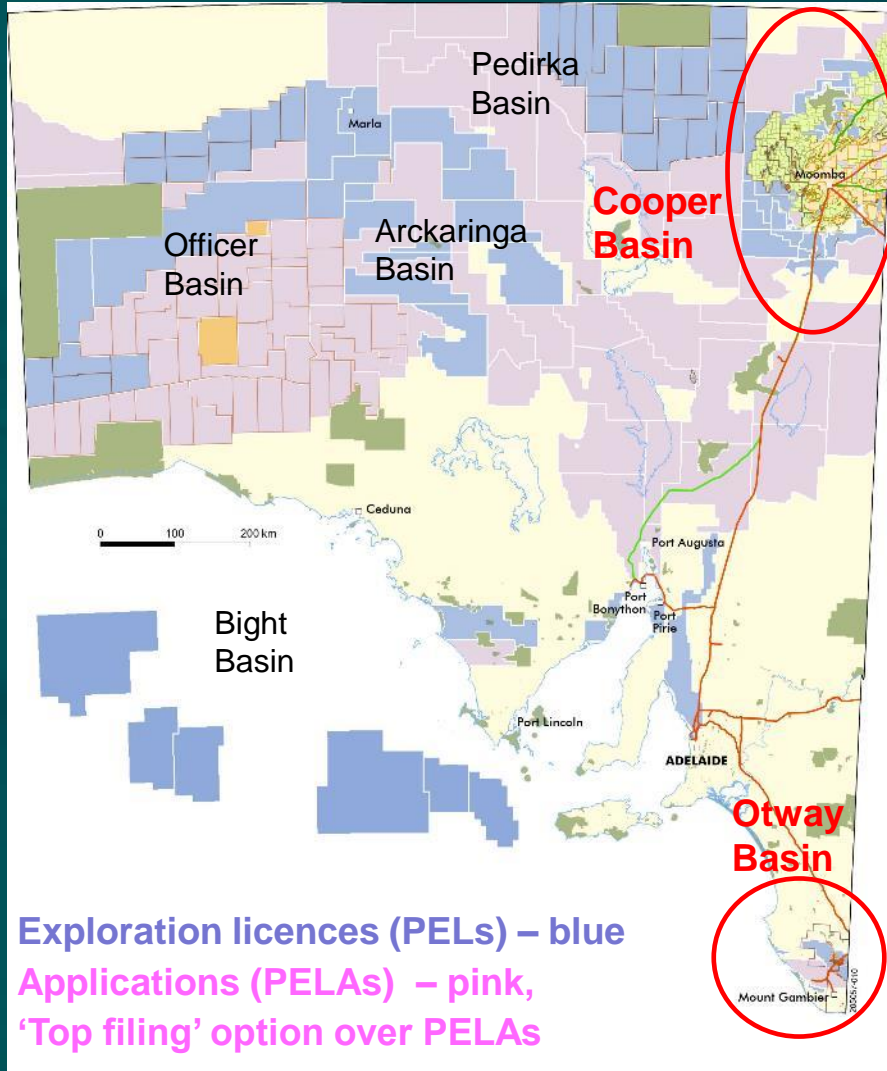 Pedirka
Basin
Marla
Moomba
Cooper
Basin
Officer
Basin
Arckaringa
Basin
Ceduna
0 100 200 km
Port Augusta
Port
Bonython
Port
Pirie
Bight
Basin
Port Lincoln
ADELAIDE
Otway
Basin
Mount Gambier
Exploration licences (PELs) – blue
Applications (PELAs) – pink,
‘Top filing’ option over PELAs